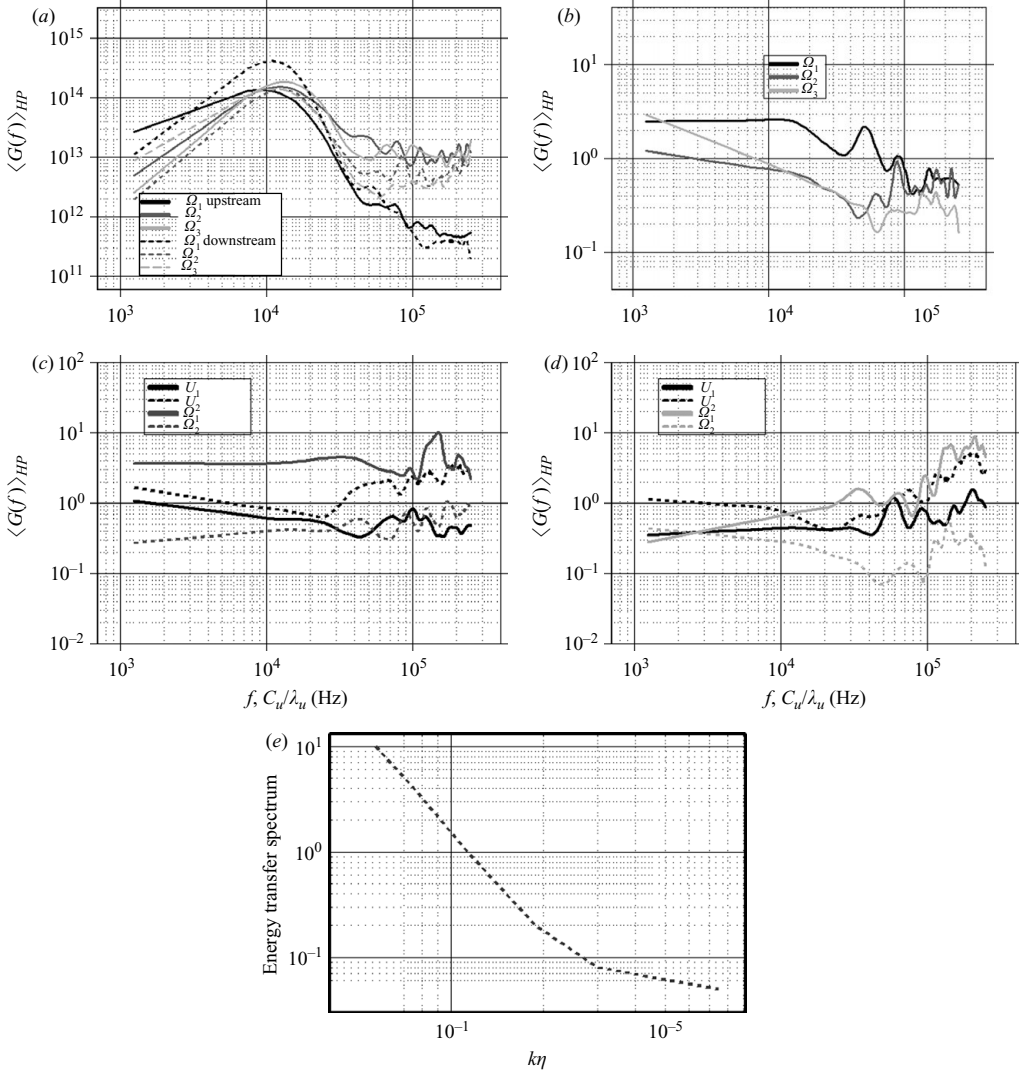 (a)
10^15
10^14
10^13
10^12
10^11
⟨G(f)⟩_HP
Ω_1 upstream
Ω_2
Ω_3
Ω_1 downstream
Ω_2
Ω_3
10^3
10^4
10^5
(b)
10^1
10^0
10^−1
⟨G(f)⟩_HP
Ω_1
Ω_2
Ω_3
10^3
10^4
10^5
(c)
10^2
10^1
10^0
10^−1
10^−2
⟨G(f)⟩_HP
U_1
U_2
Ω_1
Ω_2
10^3
10^4
10^5
f, C_u/λ_u (Hz)
(d)
10^2
10^1
10^0
10^−1
10^−2
⟨G(f)⟩_HP
U_1
U_2
Ω_1
Ω_2
10^3
10^4
10^5
f, C_u/λ_u (Hz)
(e)
10^1
10^0
10^−1
Energy transfer spectrum
10^−1
10^−5
kη